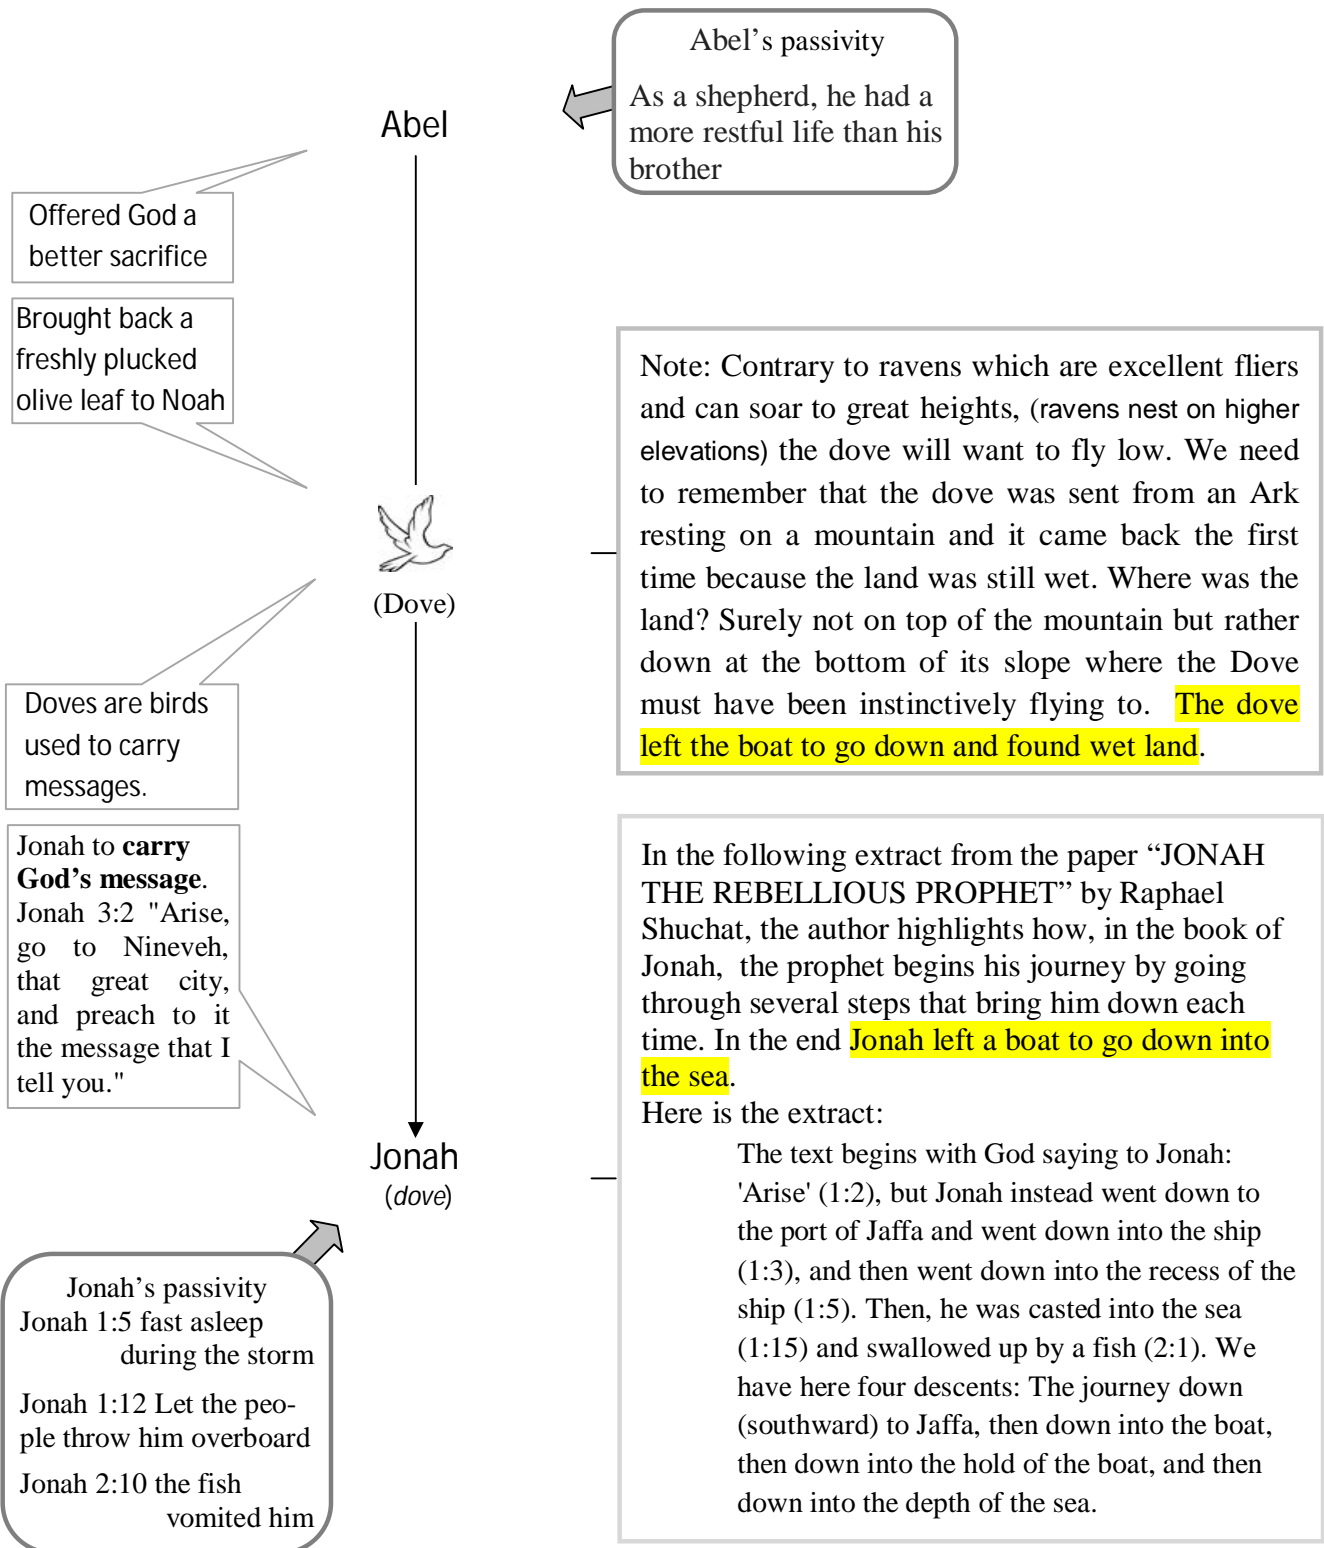 Abel’s passivity
As a shepherd, he had a
more restful life than his
brother
Abel
Offered God a
better sacrifice
Brought back a
freshly plucked
olive leaf to Noah
Note: Contrary to ravens which are excellent fliers
and can soar to great heights, (ravens nest on higher
elevations) the dove will want to fly low. We need
to remember that the dove was sent from an Ark
resting on a mountain and it came back the first
time because the land was still wet. Where was the
land? Surely not on top of the mountain but rather
down at the bottom of its slope where the Dove
must have been instinctively flying to. The dove
left the boat to go down and found wet land.
(Dove)
Doves are birds
used to carry
messages.
Jonah to carry
God’s message.
Jonah 3:2 "Arise,
go to Nineveh,
that great city,
and preach to it
the message that I
tell you."
In the following extract from the paper “JONAH
THE REBELLIOUS PROPHET” by Raphael
Shuchat, the author highlights how, in the book of
Jonah, the prophet begins his journey by going
through several steps that bring him down each
time. In the end Jonah left a boat to go down into
the sea.
Here is the extract:
The text begins with God saying to Jonah:
'Arise' (1:2), but Jonah instead went down to
the port of Jaffa and went down into the ship
(1:3), and then went down into the recess of the
ship (1:5). Then, he was casted into the sea
(1:15) and swallowed up by a fish (2:1). We
have here four descents: The journey down
(southward) to Jaffa, then down into the boat,
then down into the hold of the boat, and then
down into the depth of the sea.
Jonah
(dove)
Jonah’s passivity
Jonah 1:5 fast asleep
during the storm
Jonah 1:12 Let the peo-
ple throw him overboard
Jonah 2:10 the fish
vomited him